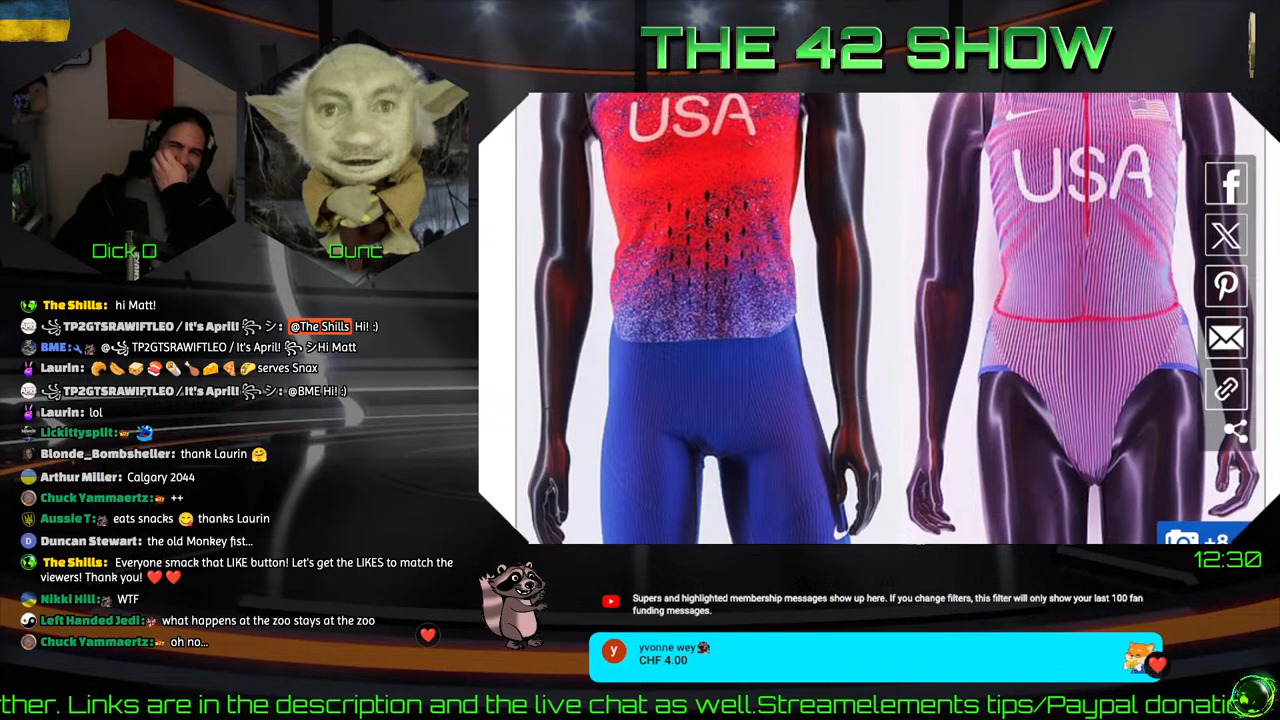 THE 42 SHOW
USA
USA
Dick D
Dunc
The Shills: hi Matt!
TP2GTSRAWIFTLEO / It's April! シ: @The Shills Hi! :)
BME: @ TP2GTSRAWIFTLEO / It's April! シHi Matt
Laurin: 🥐🌭🥪🍣🌯🍗🧀🍕🌮serves Snax
TP2GTSRAWIFTLEO / It's April! シ: @BME Hi! :)
Laurin: lol
Lickittysplit:
Blonde_Bombsheller: thank Laurin 🤗
Arthur Miller: Calgary 2044
Chuck Yammaertz: ++
Aussie T: eats snacks 😋 thanks Laurin
Duncan Stewart: the old Monkey fist...
The Shills: Everyone smack that LIKE button! Let's get the LIKES to match the
viewers! Thank you! ❤️ ❤️
Nikki Hill: WTF
Left Handed Jedi: what happens at the zoo stays at the zoo
Chuck Yammaertz: oh no...
+8
12:30
Supers and highlighted membership messages show up here. If you change filters, this filter will only show your last 100 fan
funding messages.
y
yvonne wey
CHF 4.00
ther. Links are in the description and the live chat as well.Streamelements tips/Paypal donati